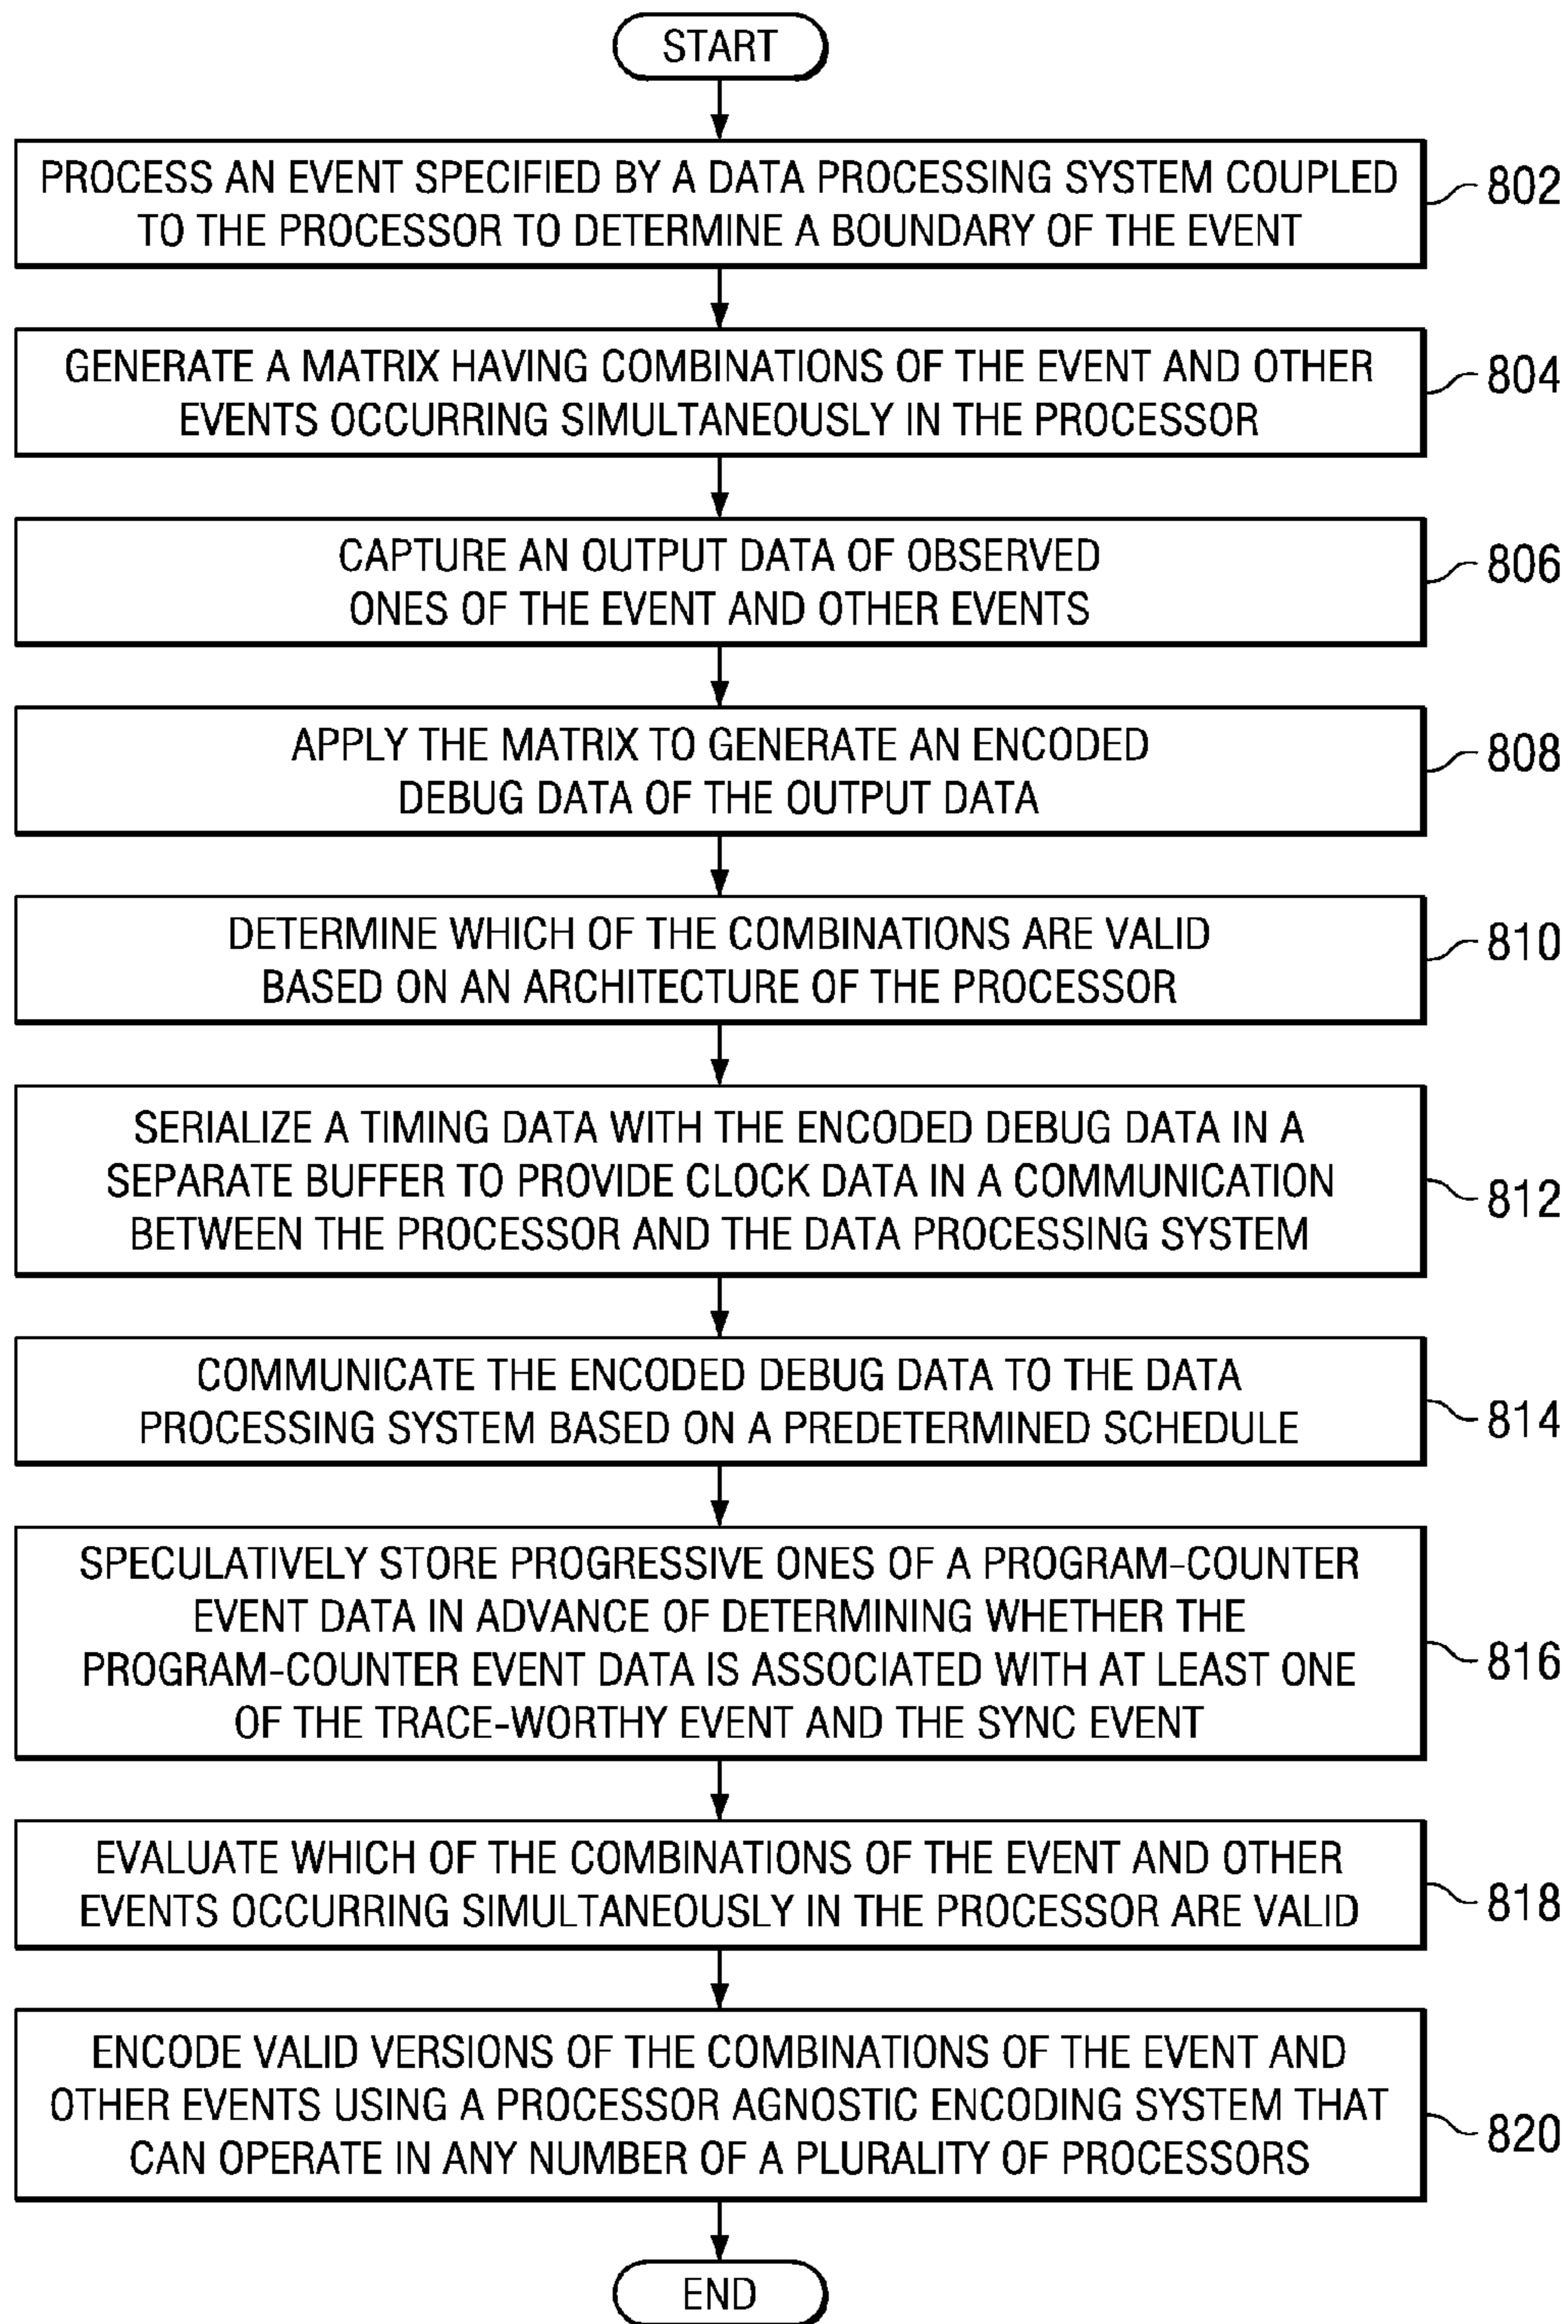 START
PROCESS AN EVENT SPECIFIED BY A DATA PROCESSING SYSTEM COUPLED
TO THE PROCESSOR TO DETERMINE A BOUNDARY OF THE EVENT
802
GENERATE A MATRIX HAVING COMBINATIONS OF THE EVENT AND OTHER
EVENTS OCCURRING SIMULTANEOUSLY IN THE PROCESSOR
804
CAPTURE AN OUTPUT DATA OF OBSERVED
ONES OF THE EVENT AND OTHER EVENTS
806
APPLY THE MATRIX TO GENERATE AN ENCODED
DEBUG DATA OF THE OUTPUT DATA
808
DETERMINE WHICH OF THE COMBINATIONS ARE VALID
BASED ON AN ARCHITECTURE OF THE PROCESSOR
810
SERIALIZE A TIMING DATA WITH THE ENCODED DEBUG DATA IN A
SEPARATE BUFFER TO PROVIDE CLOCK DATA IN A COMMUNICATION
BETWEEN THE PROCESSOR AND THE DATA PROCESSING SYSTEM
812
COMMUNICATE THE ENCODED DEBUG DATA TO THE DATA
PROCESSING SYSTEM BASED ON A PREDETERMINED SCHEDULE
814
SPECULATIVELY STORE PROGRESSIVE ONES OF A PROGRAM-COUNTER
EVENT DATA IN ADVANCE OF DETERMINING WHETHER THE
PROGRAM-COUNTER EVENT DATA IS ASSOCIATED WITH AT LEAST ONE
OF THE TRACE-WORTHY EVENT AND THE SYNC EVENT
816
EVALUATE WHICH OF THE COMBINATIONS OF THE EVENT AND OTHER
EVENTS OCCURRING SIMULTANEOUSLY IN THE PROCESSOR ARE VALID
818
ENCODE VALID VERSIONS OF THE COMBINATIONS OF THE EVENT AND
OTHER EVENTS USING A PROCESSOR AGNOSTIC ENCODING SYSTEM THAT
CAN OPERATE IN ANY NUMBER OF A PLURALITY OF PROCESSORS
820
END